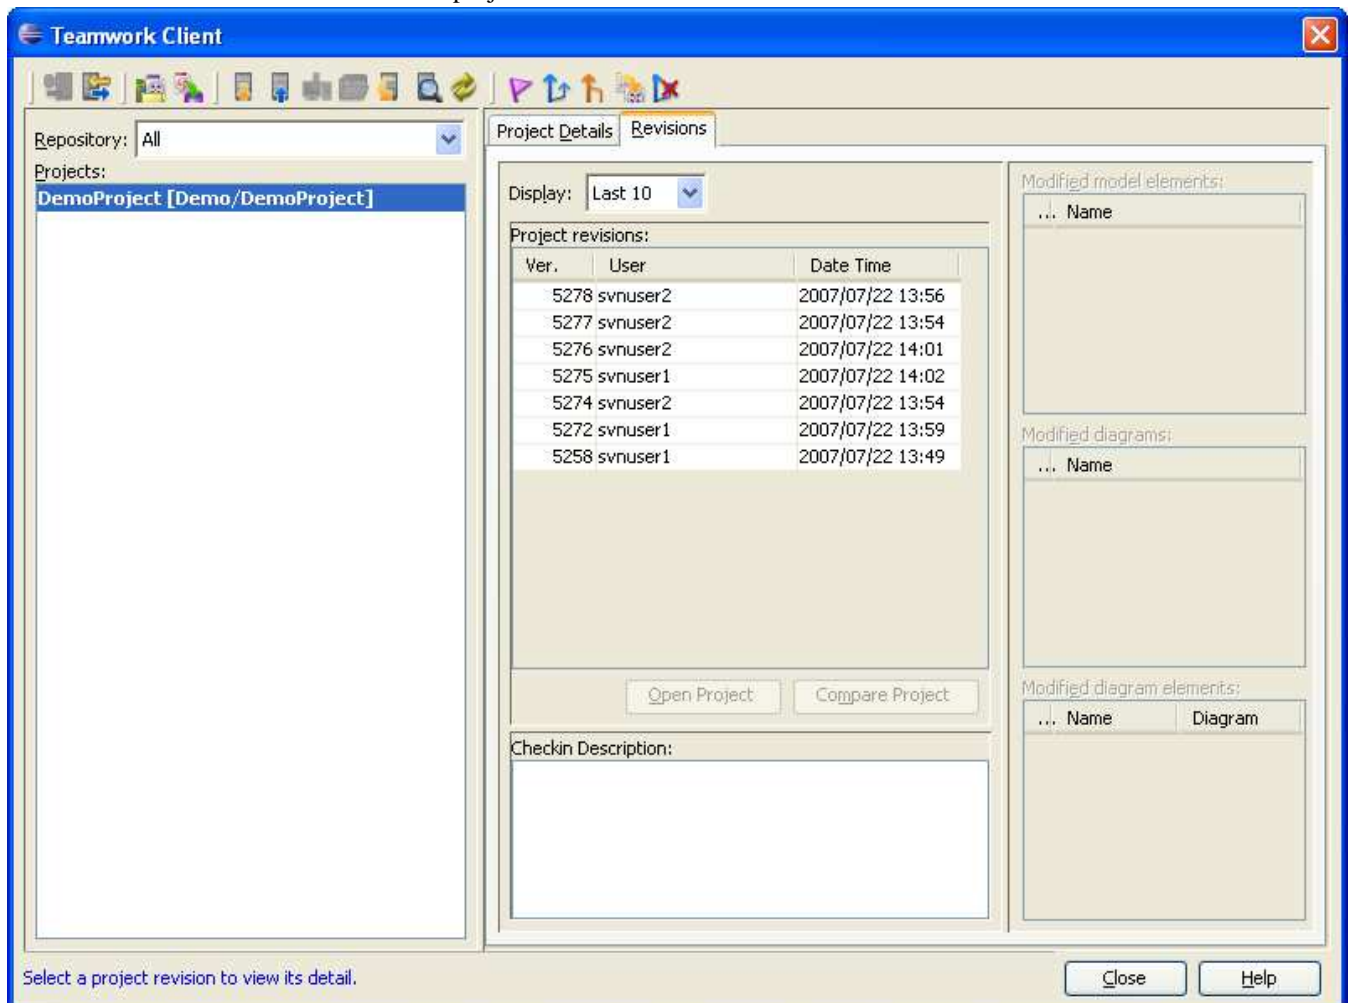 Teamwork Client
Repository: All
Projects:
DemoProject [Demo/DemoProject]
Project Details Revisions
Display: Last 10
Project revisions:
Ver. User Date Time
5278 svnuser2 2007/07/22 13:56
5277 svnuser2 2007/07/22 13:54
5276 svnuser2 2007/07/22 14:01
5275 svnuser1 2007/07/22 14:02
5274 svnuser2 2007/07/22 13:54
5272 svnuser1 2007/07/22 13:59
5258 svnuser1 2007/07/22 13:49
Open Project Compare Project
Checkin Description:
Modified model elements:
... Name
Modified diagrams:
... Name
Modified diagram elements:
... Name Diagram
Select a project revision to view its detail.
Close Help